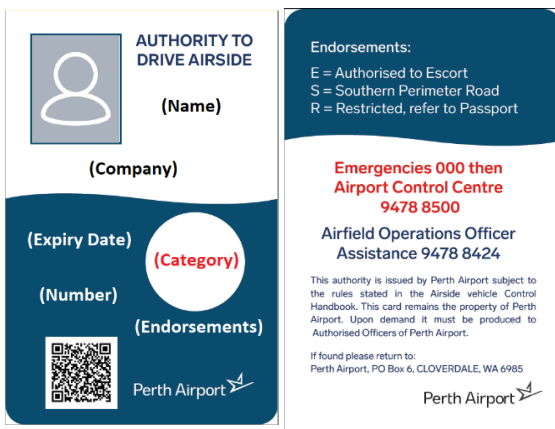 AUTHORITY TO
DRIVE AIRSIDE
(Name)
(Company)
(Expiry Date)
(Category)
(Number)
(Endorsements)
Perth Airport
Endorsements:
E = Authorised to Escort
S = Southern Perimeter Road
R = Restricted, refer to Passport
Emergencies 000 then
Airport Control Centre
9478 8500
Airfield Operations Officer
Assistance 9478 8424
This authority is issued by Perth Airport subject to
the rules stated in the Airside vehicle Control
Handbook. This card remains the property of Perth
Airport. Upon demand it must be produced to
Authorised Officers of Perth Airport.
If found please return to:
Perth Airport, PO Box 6, CLOVERDALE, WA 6985
Perth Airport